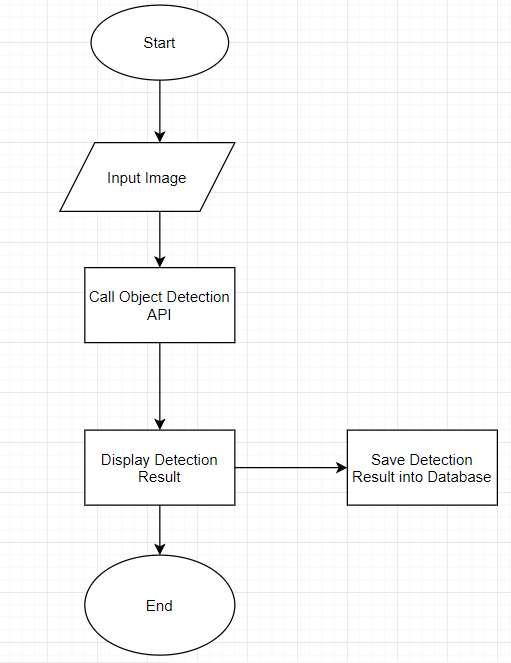 Start
Input Image
Call Object Detection
API
Display Detection
Result
Save Detection
Result into Database
End